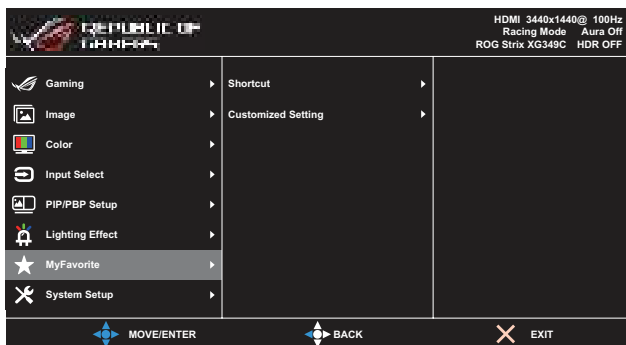 REPUBLIC OF
GAMERS
HDMI 3440x1440@ 100Hz
Racing Mode Aura Off
ROG Strix XG349C HDR OFF
Gaming
Image
Color
Input Select
PIP/PBP Setup
Lighting Effect
MyFavorite
System Setup
Shortcut
Customized Setting
MOVE/ENTER
BACK
EXIT